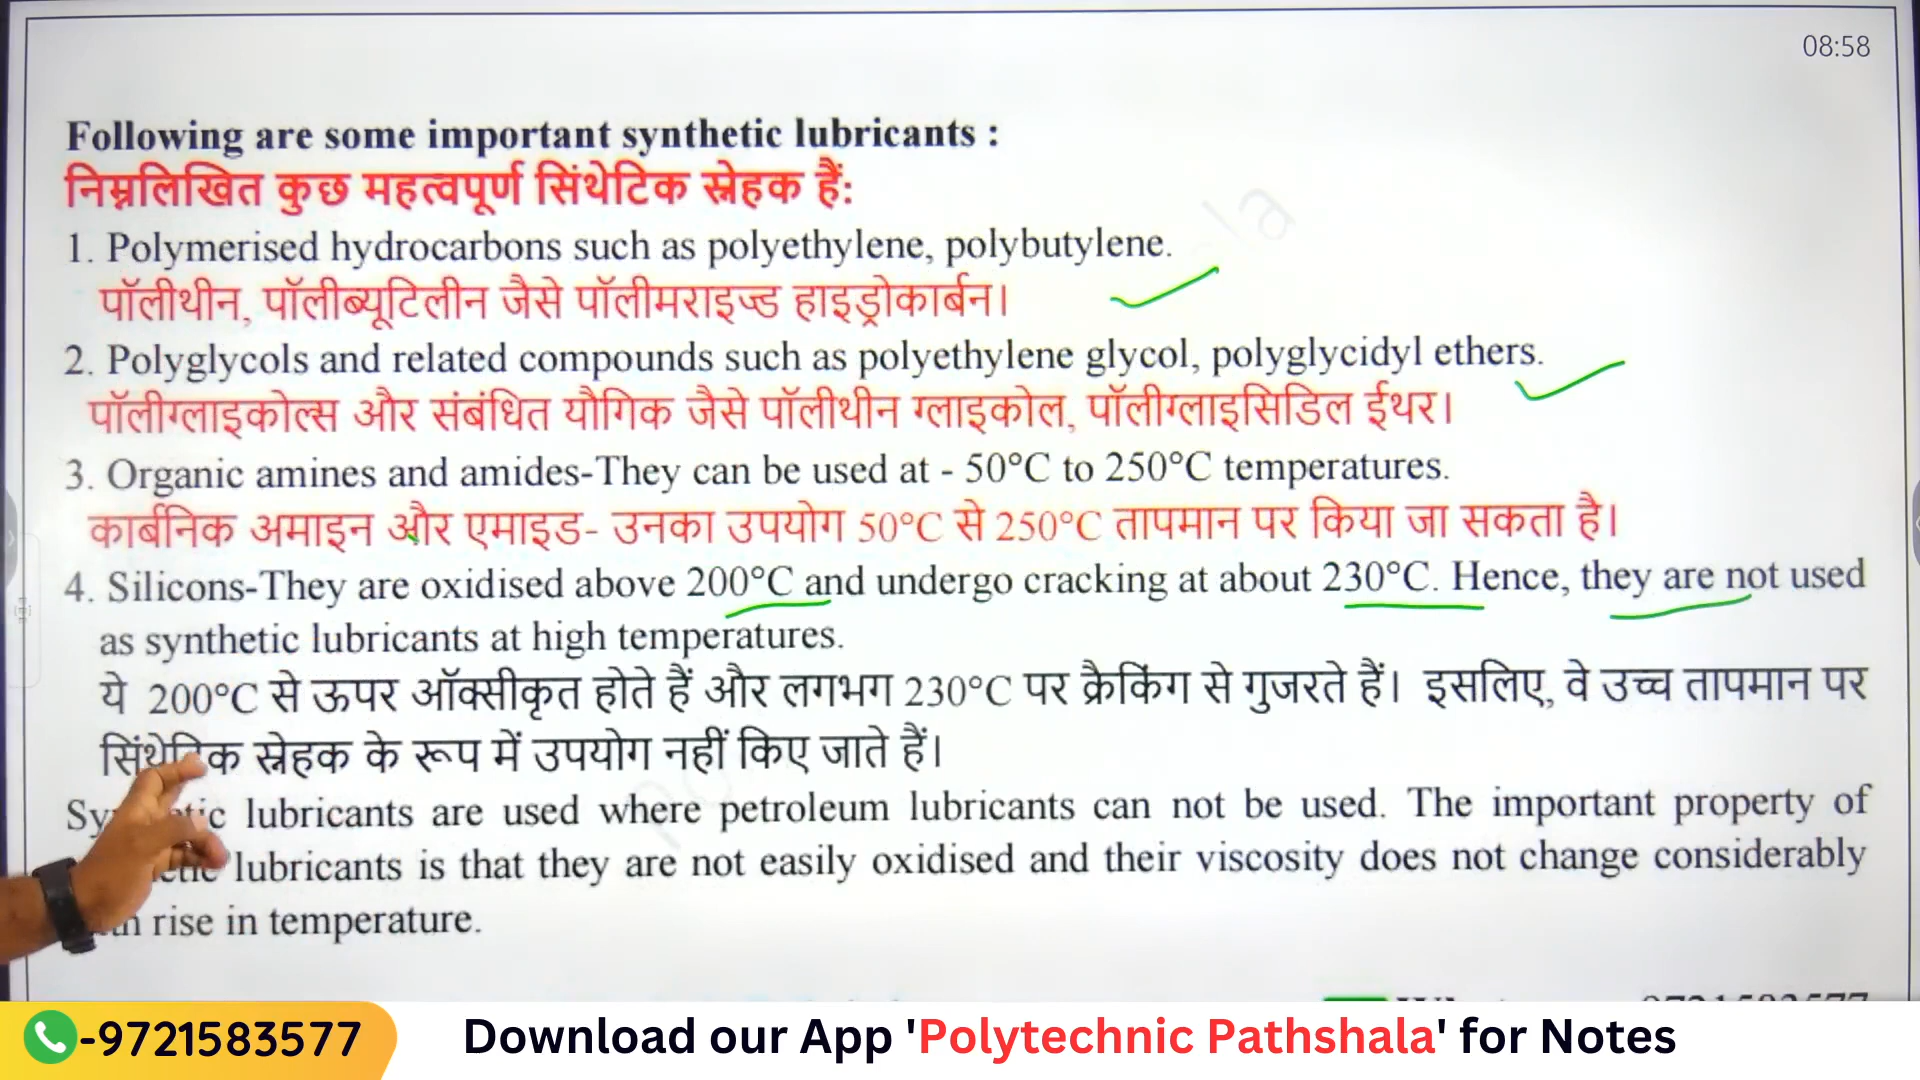 08:58
Following are some important synthetic lubricants :
निम्नलिखित कुछ महत्वपूर्ण सिंथेटिक स्नेहक हैं:
1. Polymerised hydrocarbons such as polyethylene, polybutylene.
पॉलीथीन, पॉलीब्यूटिलीन जैसे पॉलीमराइज्ड हाइड्रोकार्बन।
2. Polyglycols and related compounds such as polyethylene glycol, polyglycidyl ethers.
पॉलीग्लाइकोल्स और संबंधित यौगिक जैसे पॉलीथीन ग्लाइकोल, पॉलीग्लाइसिडिल ईथर।
3. Organic amines and amides-They can be used at - 50°C to 250°C temperatures.
कार्बनिक अमाइन और एमाइड- उनका उपयोग 50°C से 250°C तापमान पर किया जा सकता है।
4. Silicons-They are oxidised above 200°C and undergo cracking at about 230°C. Hence, they are not used
as synthetic lubricants at high temperatures.
ये 200°C से ऊपर ऑक्सीकृत होते हैं और लगभग 230°C पर क्रैकिंग से गुजरते हैं। इसलिए, वे उच्च तापमान पर
सिंथेटिक स्नेहक के रूप में उपयोग नहीं किए जाते हैं।
lubricants are used where petroleum lubricants can not be used. The important property of
lubricants is that they are not easily oxidised and their viscosity does not change considerably
rise in temperature.
-9721583577 Download our App 'Polytechnic Pathshala' for Notes